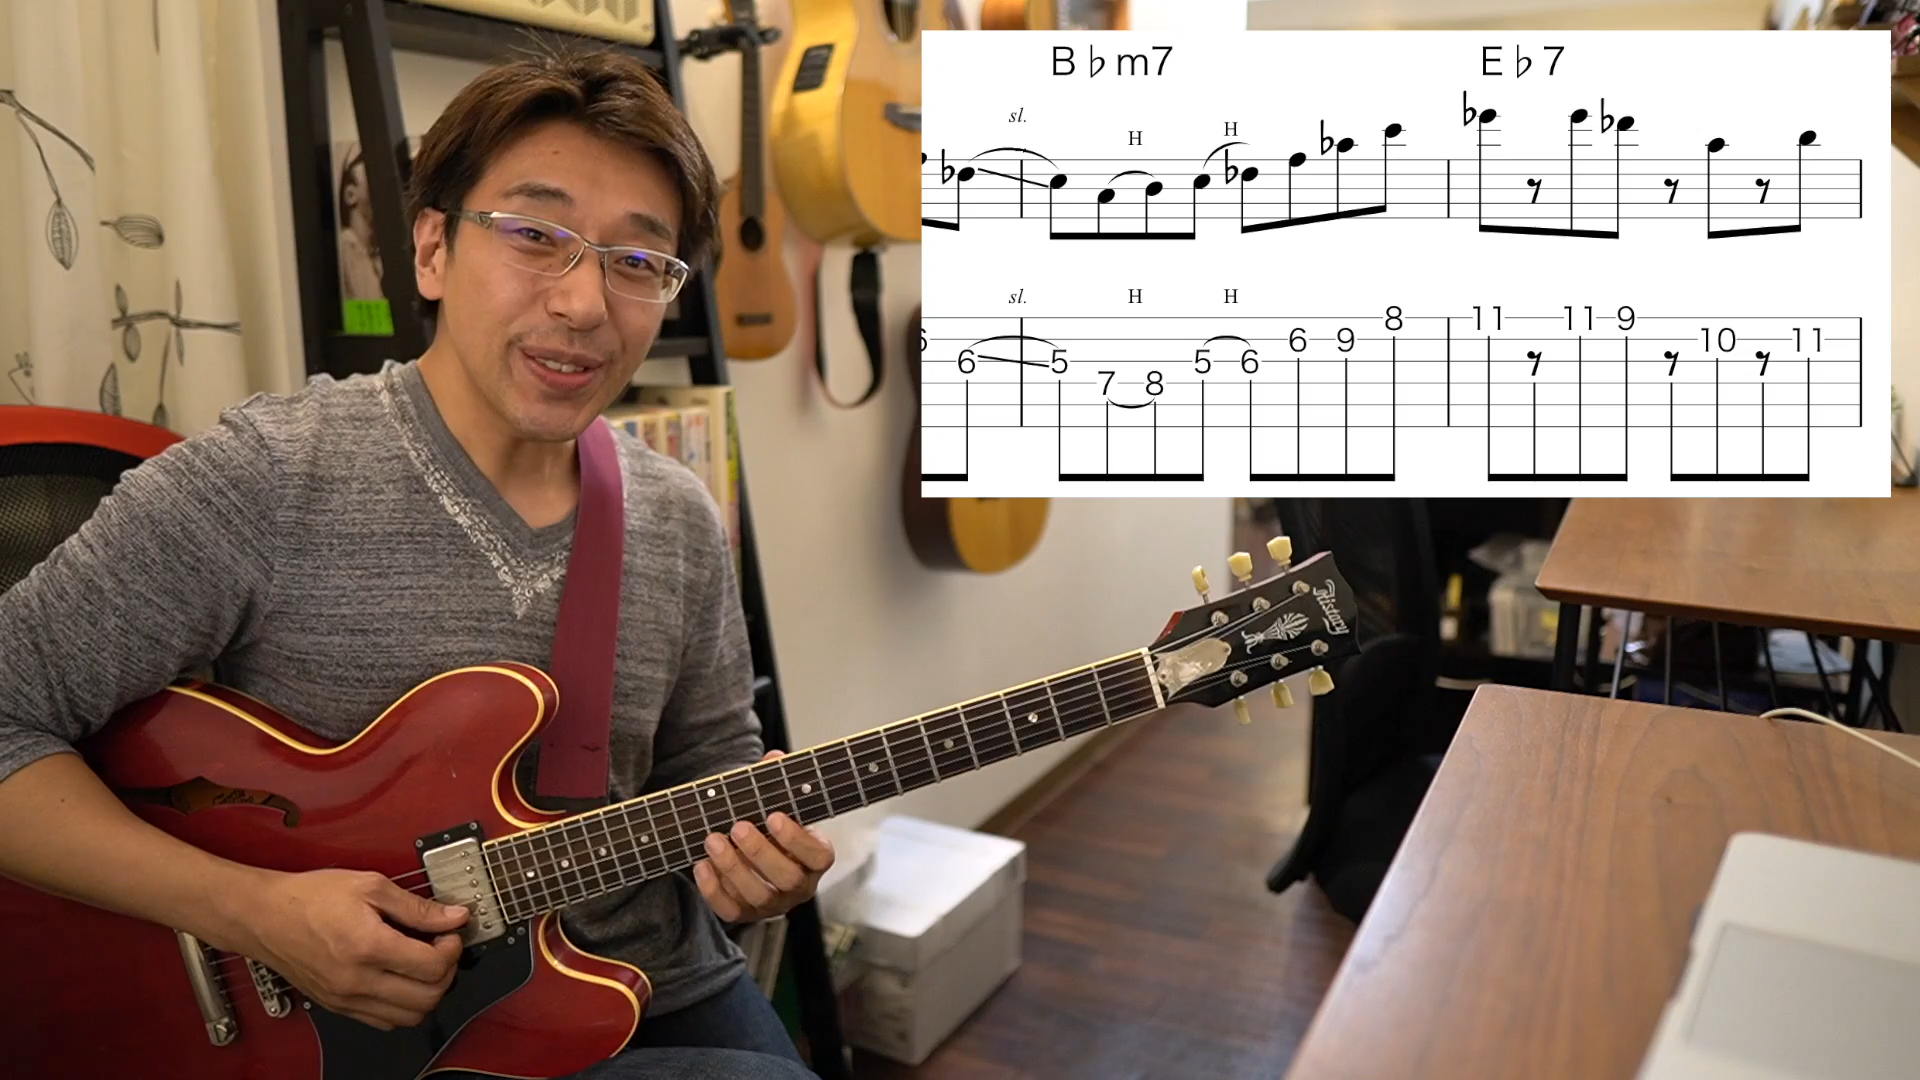 B♭m7 E♭7
sl. H H
sl. H H
6 6 5 7 8 5 6 6 9 8 11 11 9 10 11
History